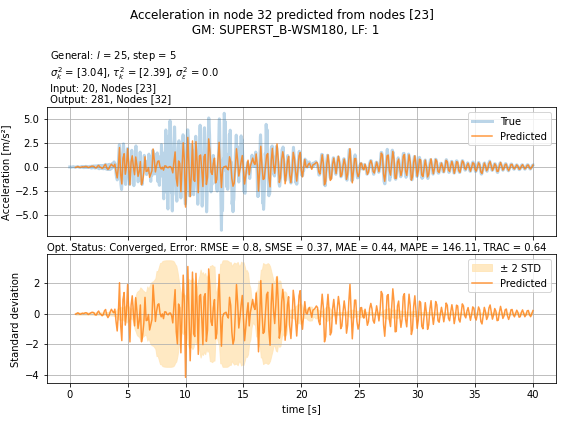 Acceleration in node 32 predicted from nodes [23]
GM: SUPERST_B-WSM180, LF: 1
General: l = 25, step = 5
σ²ₖ = [3.04], τ²ₖ = [2.39], σ²ᵣ = 0.0
Input: 20, Nodes [23]
Output: 281, Nodes [32]
Acceleration [m/s²]
5.0
2.5
0.0
−2.5
−5.0
True
Predicted
Opt. Status: Converged, Error: RMSE = 0.8, SMSE = 0.37, MAE = 0.44, MAPE = 146.11, TRAC = 0.64
Standard deviation
2
0
−2
−4
± 2 STD
Predicted
0 5 10 15 20 25 30 35 40
time [s]